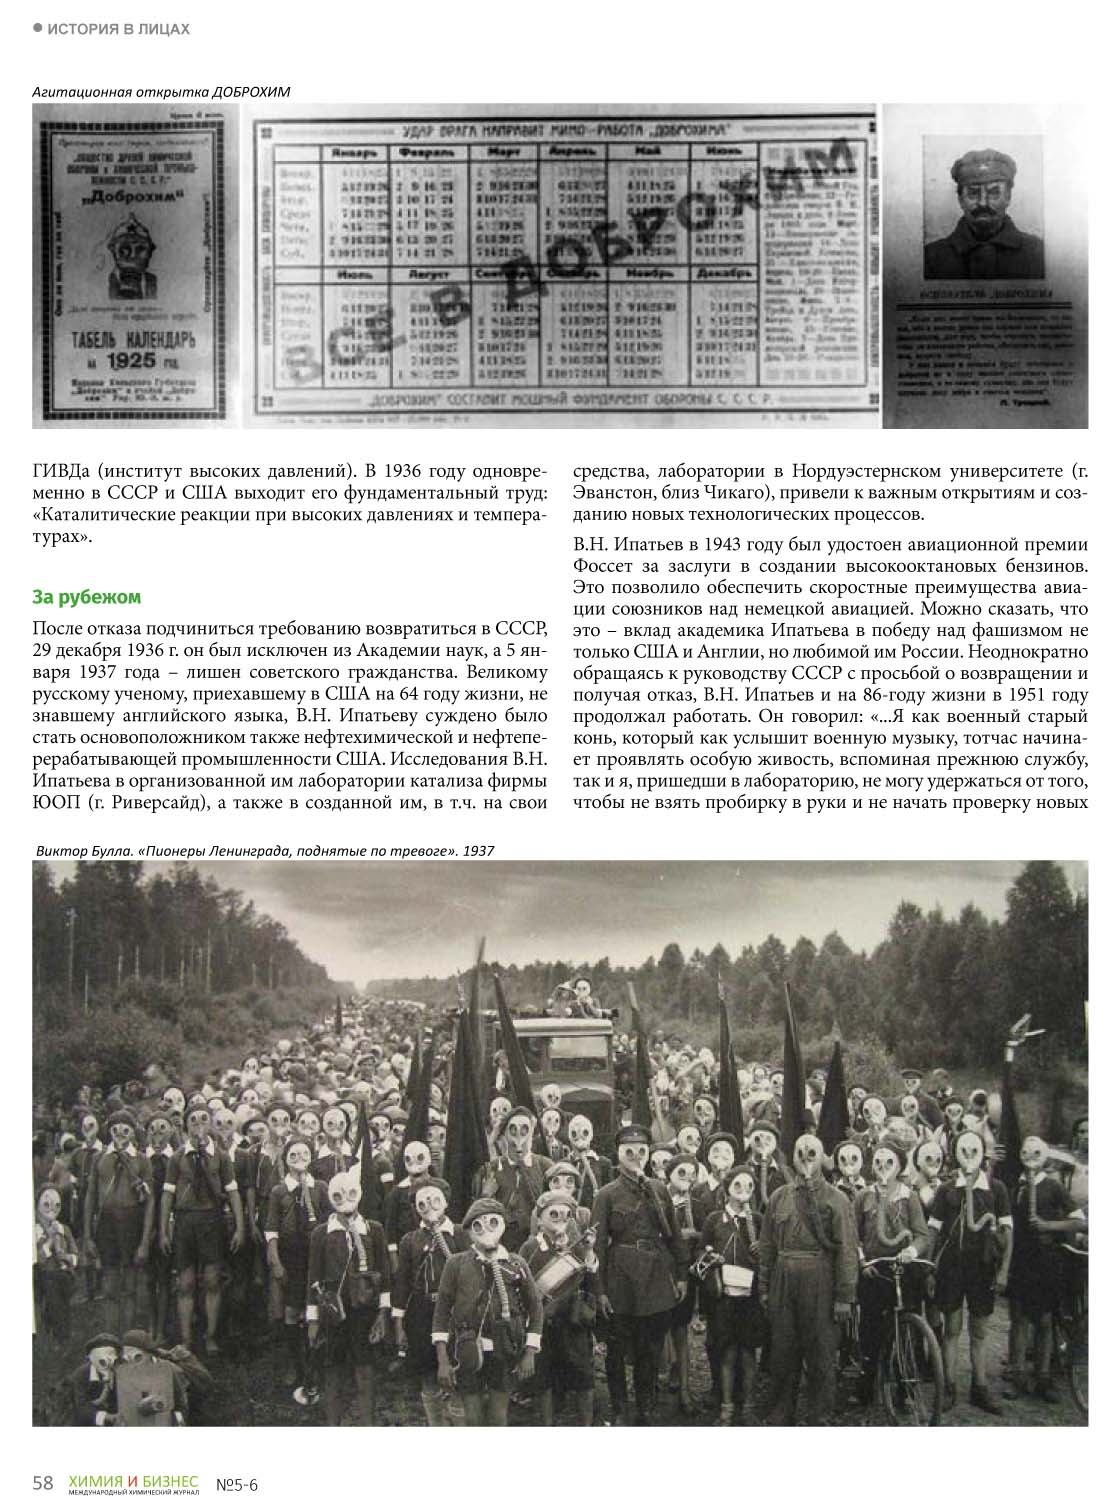 ИСТОРИЯ В ЛИЦАХ
Агитационная открытка ДОБРОХИМ
„Доброхим“
ТАБЕЛЬ КАЛЕНДАРЬ
на 1925 год.
УДАР ВРАГА НАПРАВИТ МИМО – РАБОТА „ДОБРОХИМА“
Январь Февраль Март Апрель Май Июнь
Июль Август Сентябрь Октябрь Ноябрь Декабрь
ВСЕ В ДОБРОХИМ
„ДОБРОХИМ“ СОСТАВИТ МОЩНЫЙ ФУНДАМЕНТ ОБОРОНЫ С. С. С. Р.
Л. Троцкий.
ГИВДа (институт высоких давлений). В 1936 году одновре-
менно в СССР и США выходит его фундаментальный труд:
«Каталитические реакции при высоких давлениях и темпера-
турах».
За рубежом
После отказа подчиниться требованию возвратиться в СССР,
29 декабря 1936 г. он был исключен из Академии наук, а 5 ян-
варя 1937 года – лишен советского гражданства. Великому
русскому ученому, приехавшему в США на 64 году жизни, не
знавшему английского языка, В.Н. Ипатьеву суждено было
стать основоположником также нефтехимической и нефтепе-
рерабатывающей промышленности США. Исследования В.Н.
Ипатьева в организованной им лаборатории катализа фирмы
ЮОП (г. Риверсайд), а также в созданной им, в т.ч. на свои
средства, лаборатории в Нордуэстернском университете (г.
Эванстон, близ Чикаго), привели к важным открытиям и соз-
данию новых технологических процессов.
В.Н. Ипатьев в 1943 году был удостоен авиационной премии
Фоссет за заслуги в создании высокооктановых бензинов.
Это позволило обеспечить скоростные преимущества авиа-
ции союзников над немецкой авиацией. Можно сказать, что
это – вклад академика Ипатьева в победу над фашизмом не
только США и Англии, но любимой им России. Неоднократно
обращаясь к руководству СССР с просьбой о возвращении и
получая отказ, В.Н. Ипатьев и на 86-году жизни в 1951 году
продолжал работать. Он говорил: «...Я как военный старый
конь, который как услышит военную музыку, тотчас начина-
ет проявлять особую живость, вспоминая прежнюю службу,
так и я, пришедши в лабораторию, не могу удержаться от того,
чтобы не взять пробирку в руки и не начать проверку новых
Виктор Булла. «Пионеры Ленинграда, поднятые по тревоге». 1937
58 ХИМИЯ И БИЗНЕС №5-6
МЕЖДУНАРОДНЫЙ ХИМИЧЕСКИЙ ЖУРНАЛ